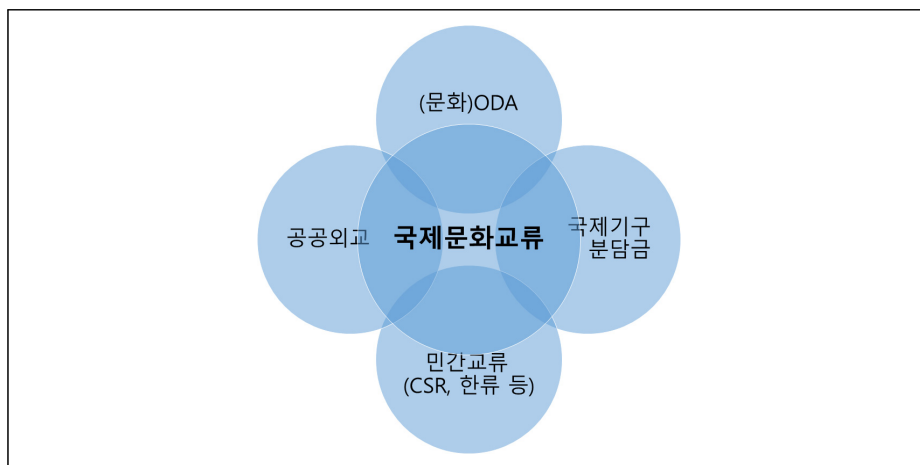 (문화)ODA
공공외교
국제문화교류
국제기구
분담금
민간교류
(CSR, 한류 등)